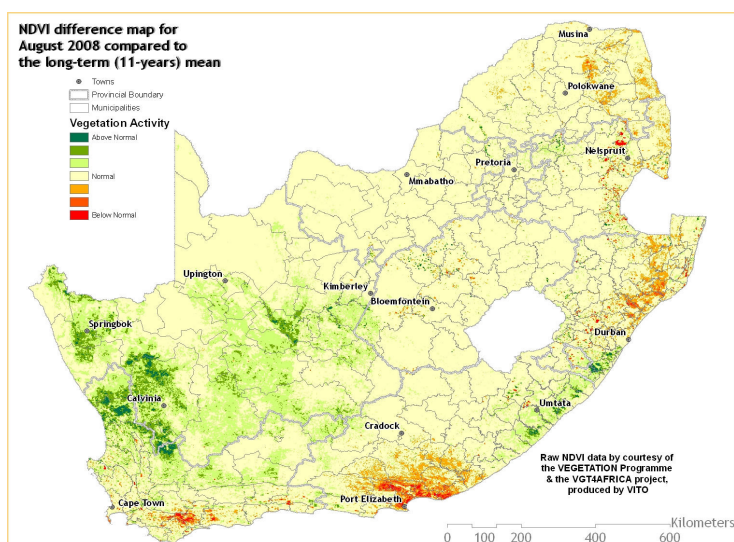 NDVI difference map for
August 2008 compared to
the long-term (11-years) mean
Towns
Provincial Boundary
Municipalities
Vegetation Activity
Above Normal
Normal
Below Normal
Musina
Polokwane
Nelspruit
Pretoria
Mmabatho
Upington
Kimberley
Bloemfontein
Springbok
Durban
Calvinia
Umtata
Cradock
Port Elizabeth
Cape Town
Raw NDVI data by courtesy of
the VEGETATION Programme
& the VGT4AFRICA project,
produced by VITO
Kilometers
0 100 200 400 600